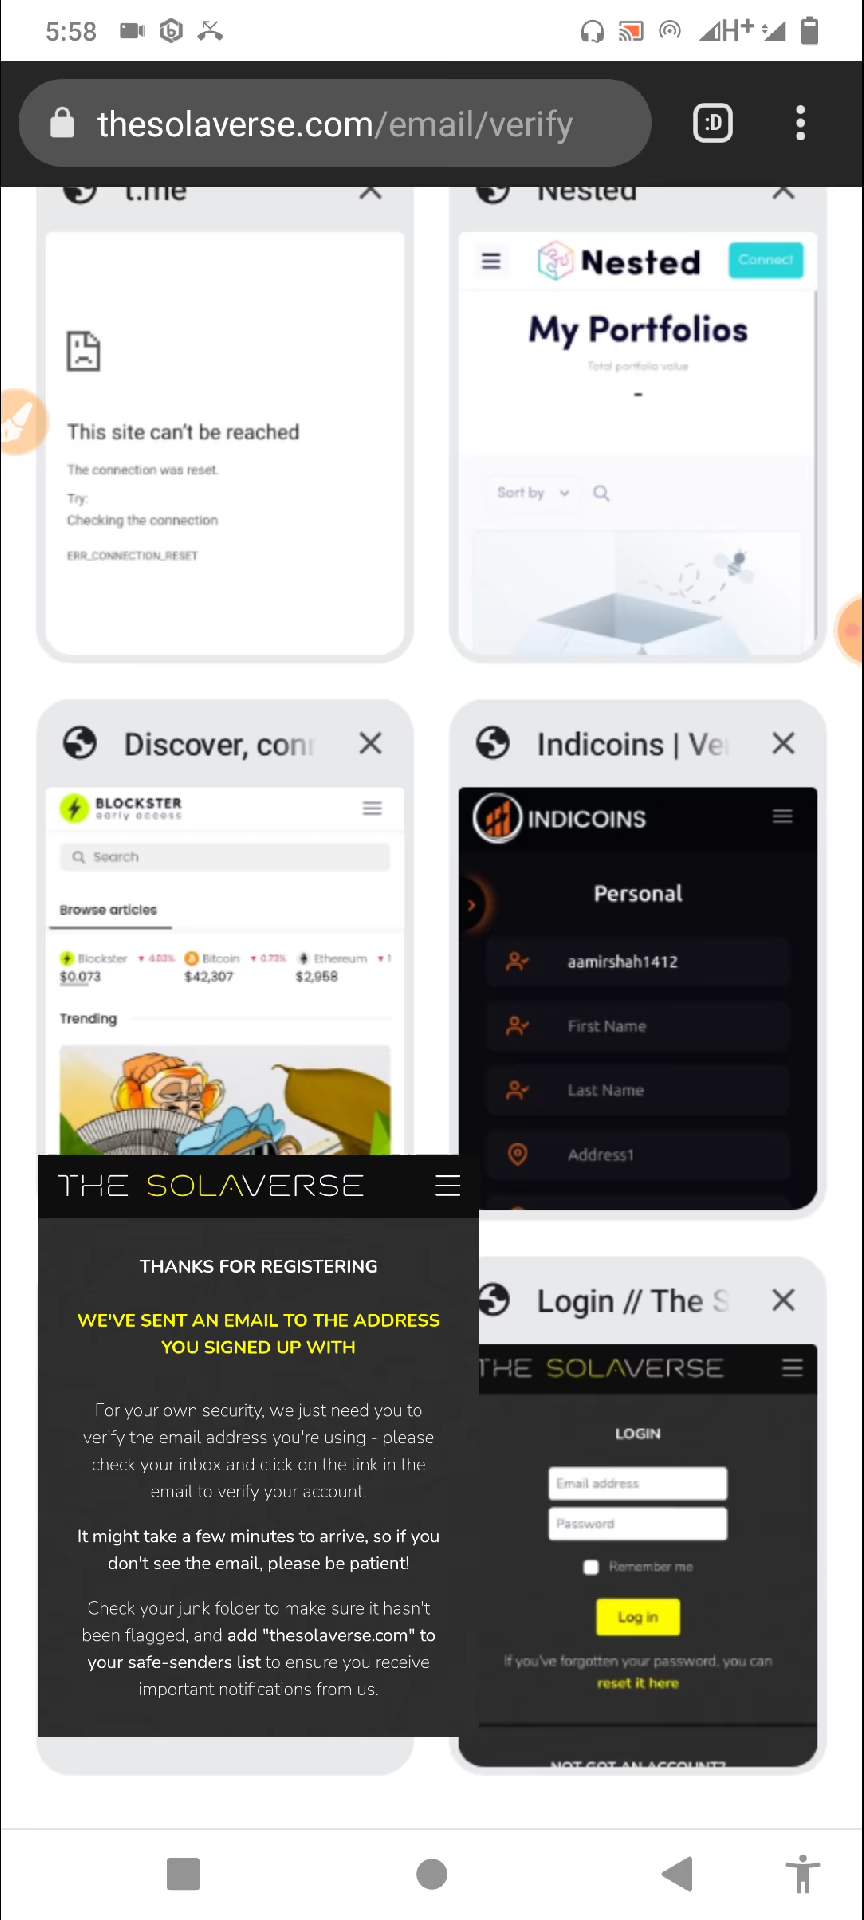 5:58
H+
thesolaverse.com/email/verify
:D
t.me
Nested
Nested
Connect
My Portfolios
Total portfolio value
-
This site can't be reached
The connection was reset.
Try:
Checking the connection
ERR_CONNECTION_RESET
Sort by
Discover, con
Indicoins | Ve
BLOCKSTER
early access
Search
Browse articles
Blockster ▾ 4.03% Bitcoin ▾ 0.73% Ethereum ▾ 1
$0.073 $42,307 $2,958
Trending
INDICOINS
Personal
aamirshah1412
First Name
Last Name
Address1
THE SOLAVERSE
THANKS FOR REGISTERING
WE'VE SENT AN EMAIL TO THE ADDRESS
YOU SIGNED UP WITH
For your own security, we just need you to
verify the email address you're using - please
check your inbox and click on the link in the
email to verify your account.
It might take a few minutes to arrive, so if you
don't see the email, please be patient!
Check your junk folder to make sure it hasn't
been flagged, and add "thesolaverse.com" to
your safe-senders list to ensure you receive
important notifications from us.
Login // The S
THE SOLAVERSE
LOGIN
Email address
Password
Remember me
Log in
If you've forgotten your password, you can
reset it here
NOT GOT AN ACCOUNT?